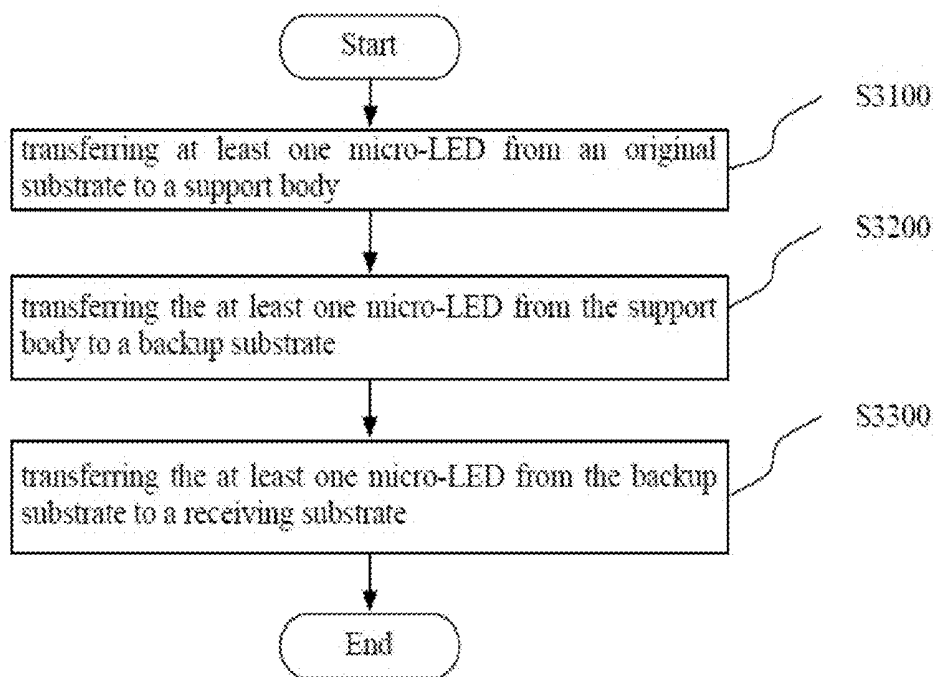 Start
S3100
transferring at least one micro-LED from an original
substrate to a support body
S3200
transferring the at least one micro-LED from the support
body to a backup substrate
S3300
transferring the at least one micro-LED from the backup
substrate to a receiving substrate
End